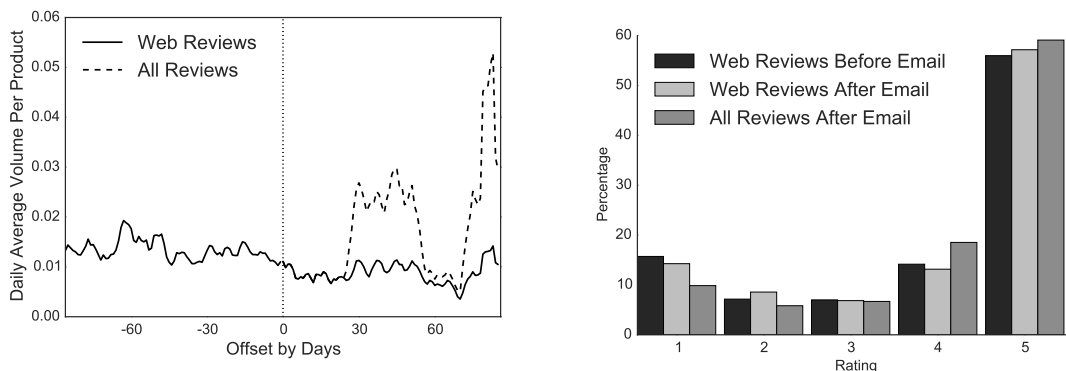 0.06
0.05
0.04
0.03
0.02
0.01
0.00
Daily Average Volume Per Product
Web Reviews
All Reviews
-60
-30
0
30
60
Offset by Days
60
50
40
30
20
10
0
Percentage
Web Reviews Before Email
Web Reviews After Email
All Reviews After Email
1
2
3
4
5
Rating